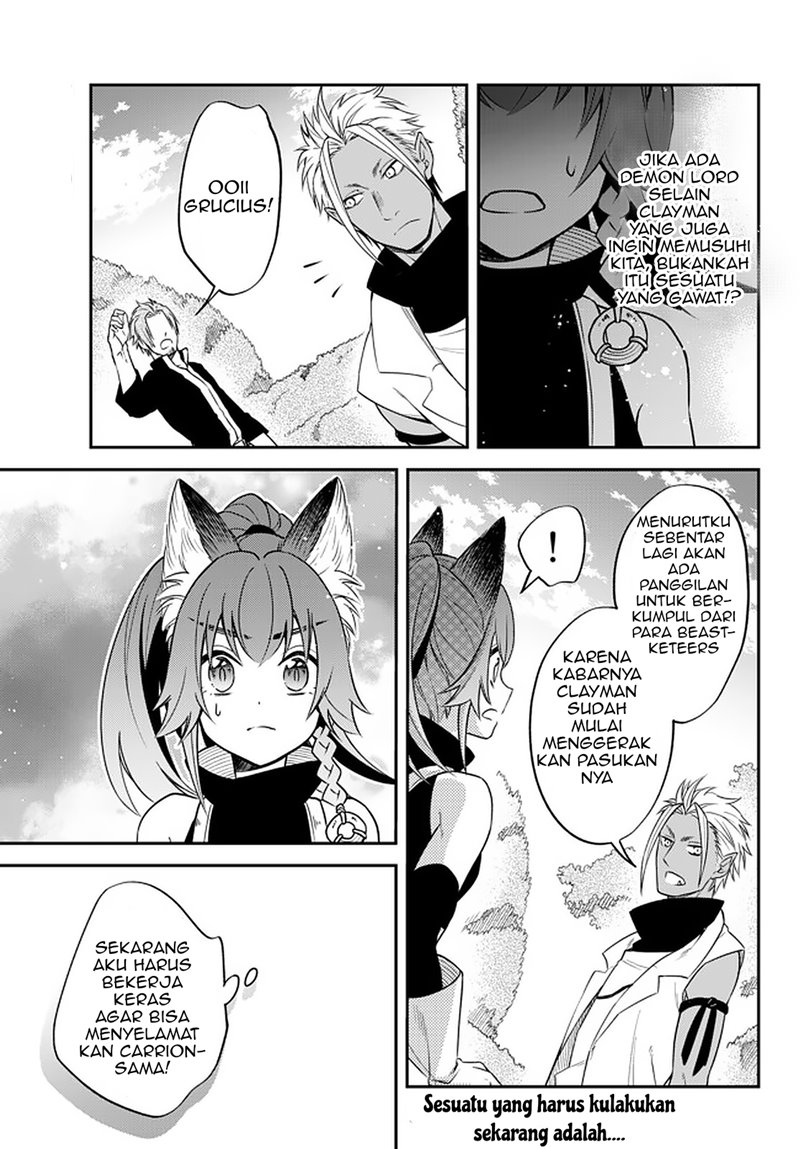 JIKA ADA
DEMON LORD
SELAIN
CLAYMAN
YANG JUGA
INGIN MEMUSUHI
KITA, BUKANKAH
ITU SESUATU
YANG GAWAT!?
OOII
GRUCIUS!
MENURUTKU
SEBENTAR
LAGI AKAN
ADA
PANGGILAN
UNTUK BER-
KUMPUL DARI
PARA BEAST-
KETEERS
!
KARENA
KABARNYA
CLAYMAN
SUDAH
MULAI
MENGGERAK
KAN PASUKAN
NYA
SEKARANG
AKU HARUS
BEKERJA
KERAS
AGAR BISA
MENYELAMAT
KAN CARRION-
SAMA!
Sesuatu yang harus kulakukan
sekarang adalah....